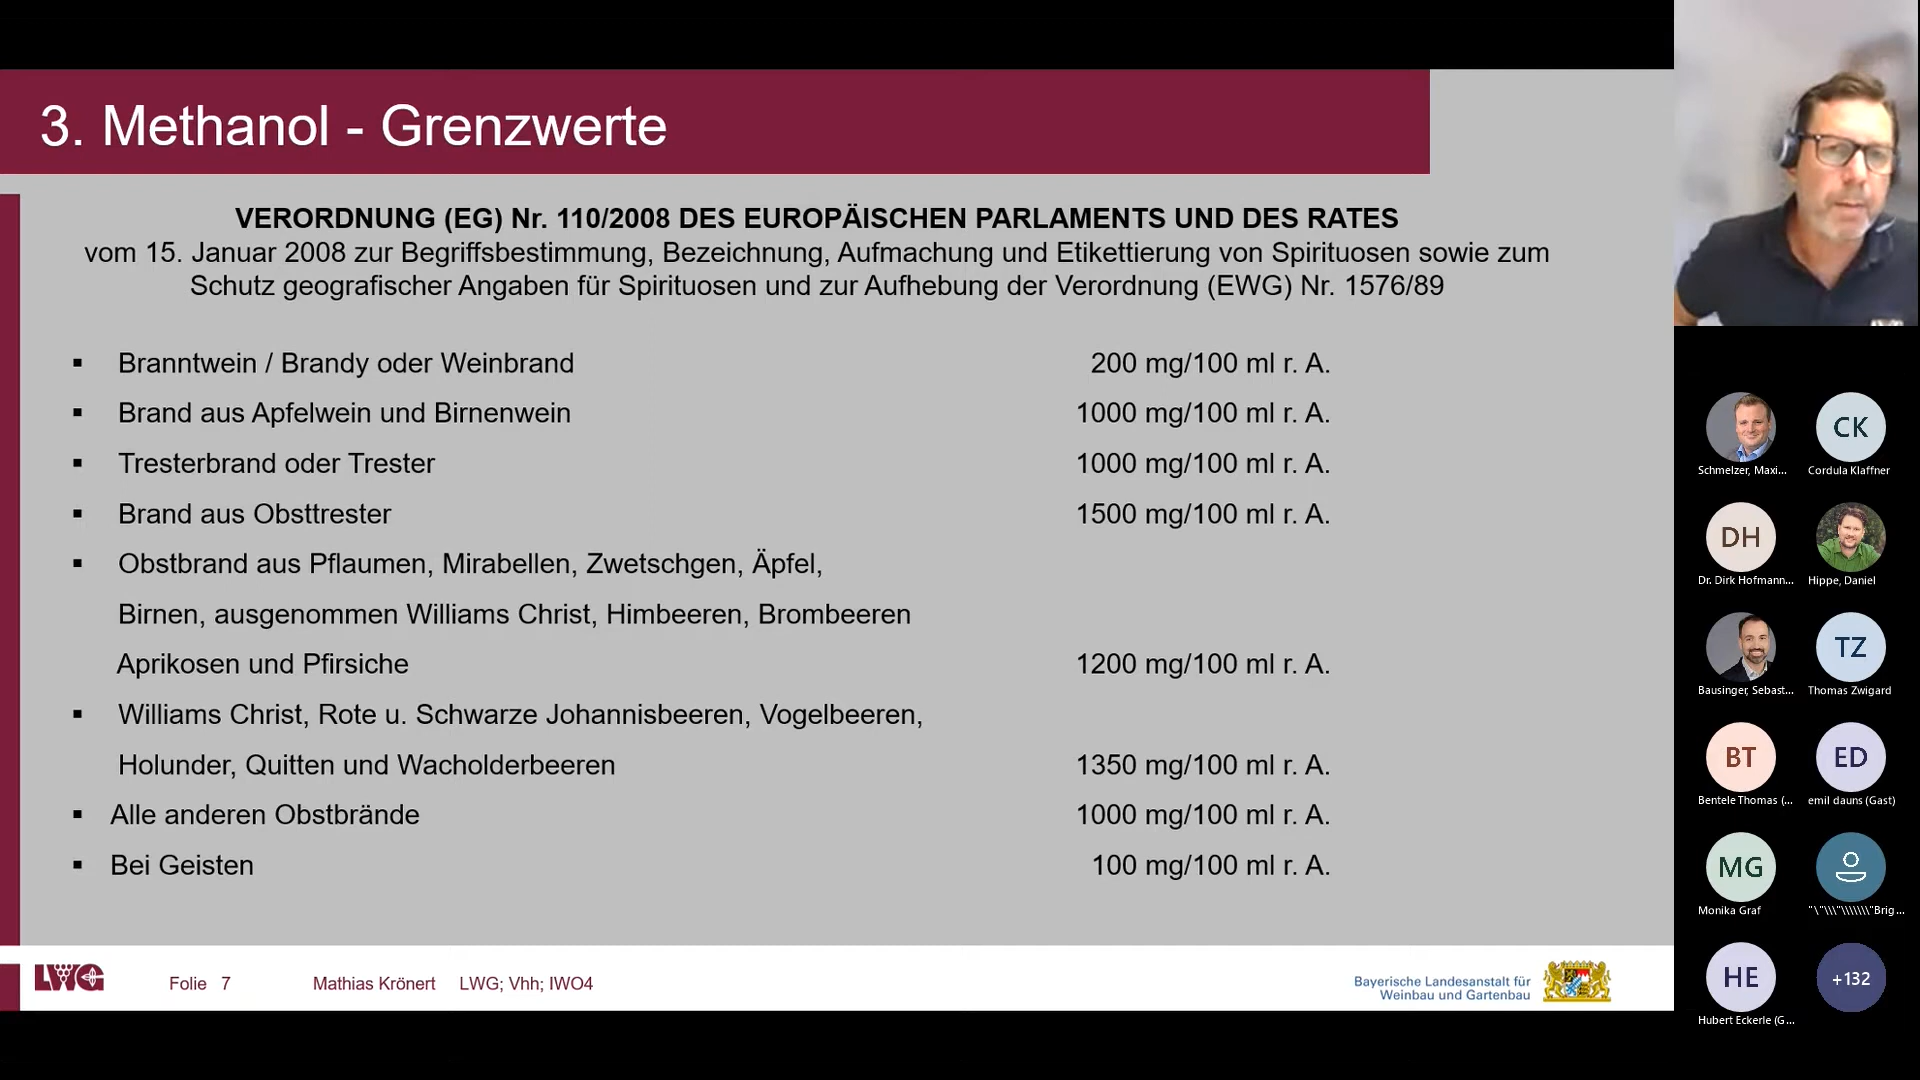 3. Methanol - Grenzwerte
VERORDNUNG (EG) Nr. 110/2008 DES EUROPÄISCHEN PARLAMENTS UND DES RATES
vom 15. Januar 2008 zur Begriffsbestimmung, Bezeichnung, Aufmachung und Etikettierung von Spirituosen sowie zum
Schutz geografischer Angaben für Spirituosen und zur Aufhebung der Verordnung (EWG) Nr. 1576/89
▪ Branntwein / Brandy oder Weinbrand 200 mg/100 ml r. A.
▪ Brand aus Apfelwein und Birnenwein 1000 mg/100 ml r. A.
▪ Tresterbrand oder Trester 1000 mg/100 ml r. A.
▪ Brand aus Obsttrester 1500 mg/100 ml r. A.
▪ Obstbrand aus Pflaumen, Mirabellen, Zwetschgen, Äpfel,
Birnen, ausgenommen Williams Christ, Himbeeren, Brombeeren
Aprikosen und Pfirsiche 1200 mg/100 ml r. A.
▪ Williams Christ, Rote u. Schwarze Johannisbeeren, Vogelbeeren,
Holunder, Quitten und Wacholderbeeren 1350 mg/100 ml r. A.
▪ Alle anderen Obstbrände 1000 mg/100 ml r. A.
▪ Bei Geisten 100 mg/100 ml r. A.
LWG Folie 7 Mathias Krönert LWG; Vhh; IWO4
Bayerische Landesanstalt für
Weinbau und Gartenbau
CK
Schmelzer, Maxi... Cordula Klaffner
DH
Dr. Dirk Hofmann... Hippe, Daniel
TZ
Bausinger, Sebast... Thomas Zwigard
BT ED
Bentele Thomas (... emil dauns (Gast)
MG
Monika Graf "\"\\\"\\\\\\\"Brig...
HE +132
Hubert Eckerle (G...